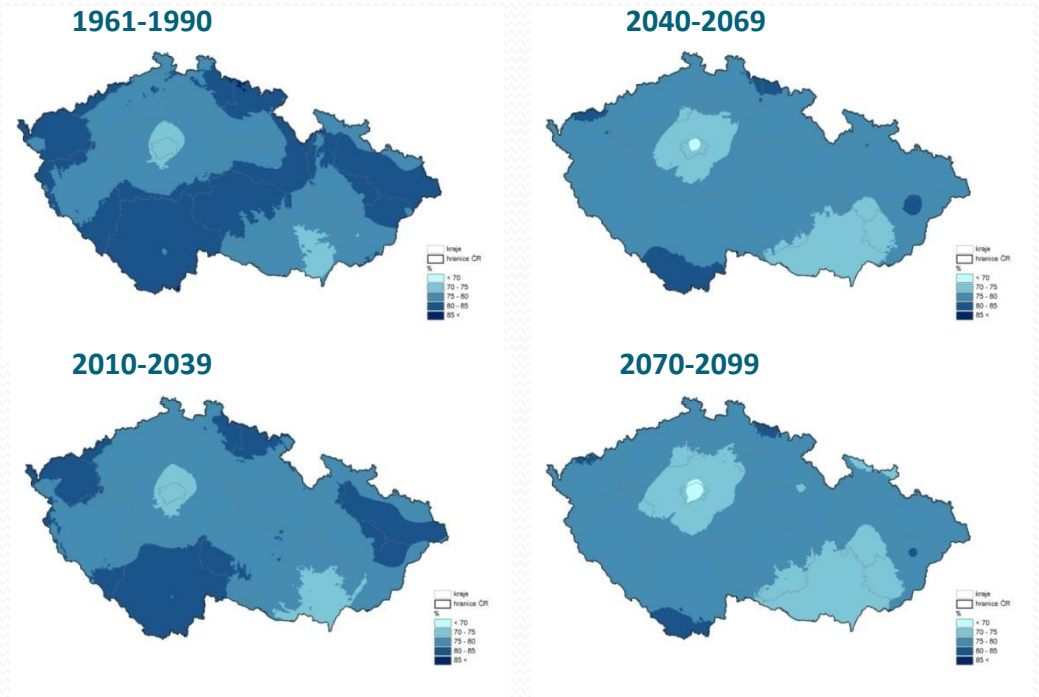 1961-1990
kraje
hranice ČR
%
< 70
70 - 75
75 - 80
80 - 85
85 <
2040-2069
kraje
hranice ČR
%
< 70
70 - 75
75 - 80
80 - 85
85 <
2010-2039
kraje
hranice ČR
%
< 70
70 - 75
75 - 80
80 - 85
85 <
2070-2099
kraje
hranice ČR
%
< 70
70 - 75
75 - 80
80 - 85
85 <